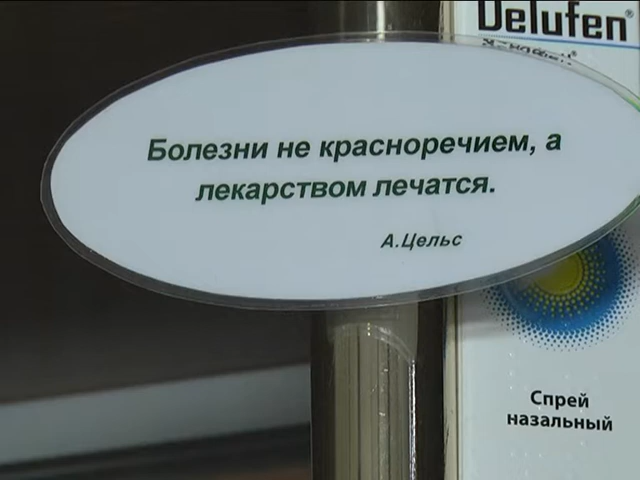 Delufen®
Болезни не красноречием, а
лекарством лечатся.
А.Цельс
Спрей
назальный